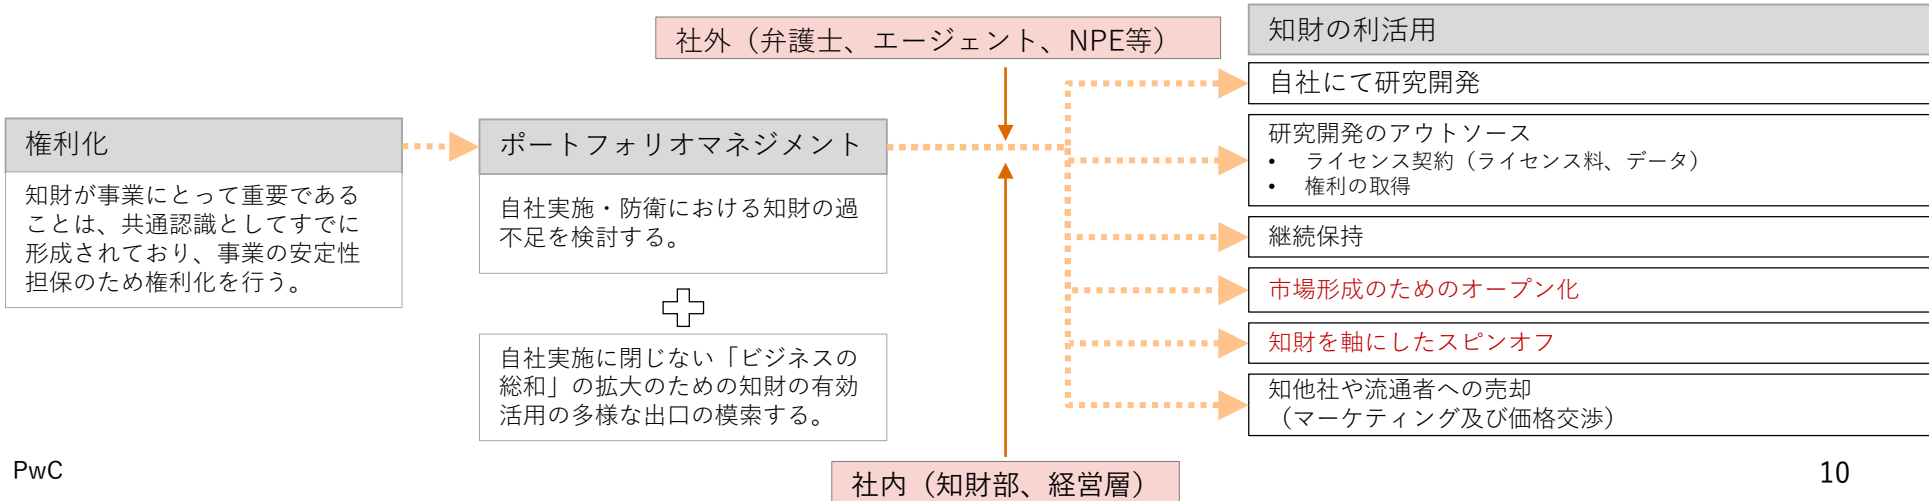 社外（弁護士、エージェント、NPE等）
知財の利活用
自社にて研究開発
権利化
ポートフォリオマネジメント
研究開発のアウトソース
• ライセンス契約（ライセンス料、データ）
• 権利の取得
知財が事業にとって重要である
ことは、共通認識としてすでに
形成されており、事業の安定性
担保のため権利化を行う。
自社実施・防衛における知財の過
不足を検討する。
継続保持
市場形成のためのオープン化
知財を軸にしたスピンオフ
自社実施に閉じない「ビジネスの
総和」の拡大のための知財の有効
活用の多様な出口の模索する。
知他社や流通者への売却
（マーケティング及び価格交渉）
PwC
社内（知財部、経営層）
10